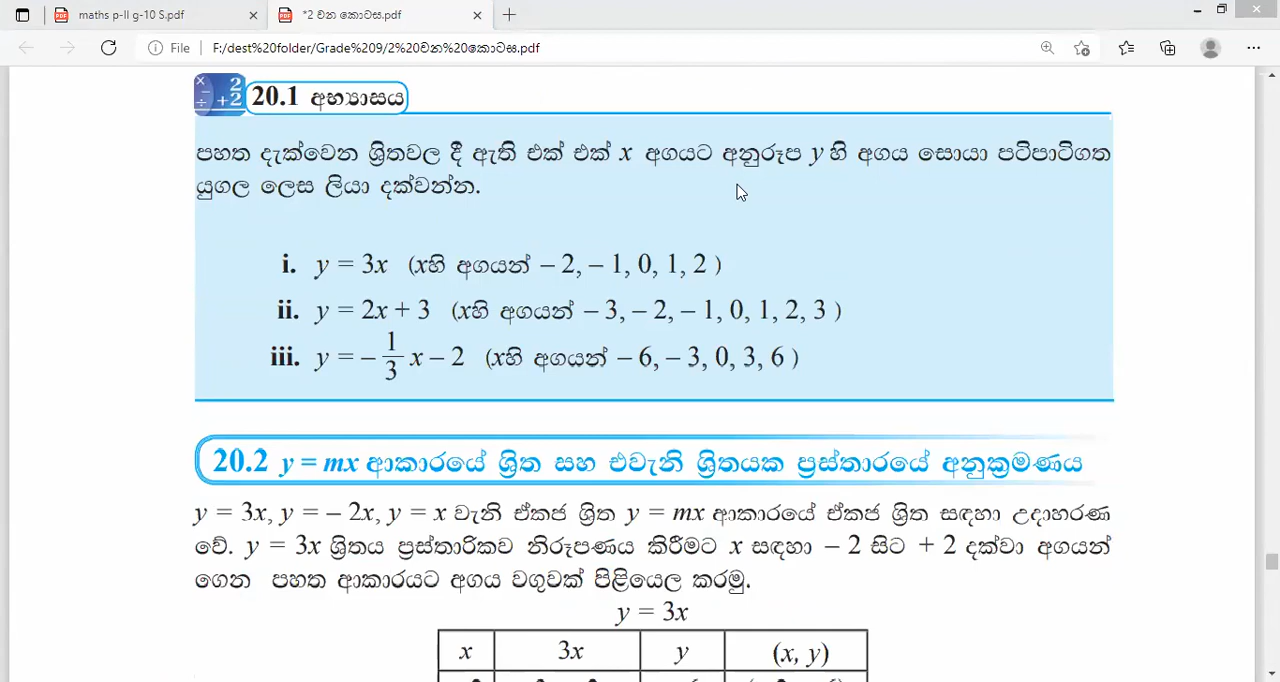 maths p-II g-10 S.pdf
*2 වන කොටස.pdf
File F:/dest%20folder/Grade%209/2%20වන%20කොටස.pdf
20.1 අභ්‍යාසය
පහත දැක්වෙන ශ්‍රිතවල දී ඇති එක් එක් x අගයට අනුරූප y හි අගය සොයා පටිපාටිගත
යුගල ලෙස ලියා දක්වන්න.
i. y = 3x (xහි අගයන් – 2, – 1, 0, 1, 2 )
ii. y = 2x + 3 (xහි අගයන් – 3, – 2, – 1, 0, 1, 2, 3 )
iii. y = – 1/3 x – 2 (xහි අගයන් – 6, – 3, 0, 3, 6 )
20.2 y = mx ආකාරයේ ශ්‍රිත සහ එවැනි ශ්‍රිතයක ප්‍රස්තාරයේ අනුක්‍රමණය
y = 3x, y = – 2x, y = x වැනි ඒකජ ශ්‍රිත y = mx ආකාරයේ ඒකජ ශ්‍රිත සඳහා උදාහරණ
වේ. y = 3x ශ්‍රිතය ප්‍රස්තාරිකව නිරූපණය කිරීමට x සඳහා – 2 සිට + 2 දක්වා අගයන්
ගෙන පහත ආකාරයට අගය වගුවක් පිළියෙල කරමු.
y = 3x
x 3x y (x, y)